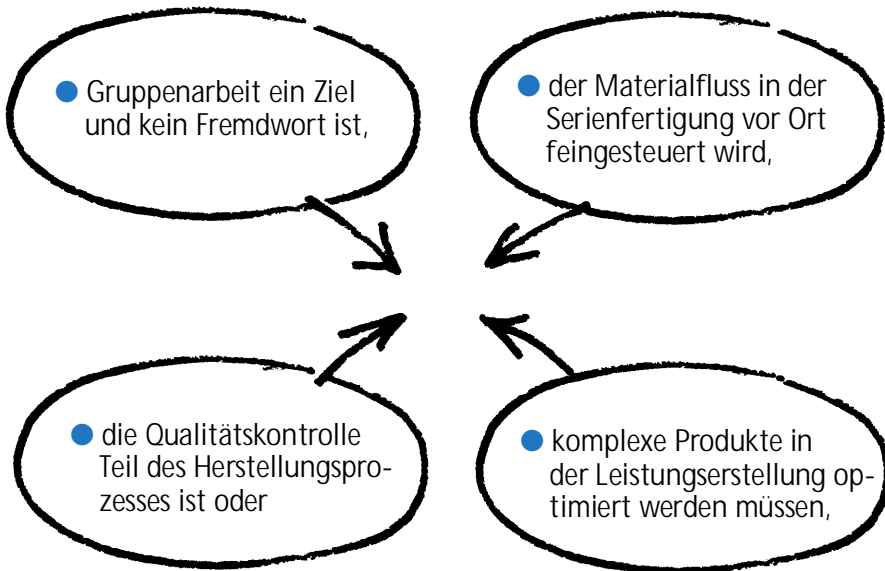 ● Gruppenarbeit ein Ziel
und kein Fremdwort ist,
● der Materialfluss in der
Serienfertigung vor Ort
feingesteuert wird,
● die Qualitätskontrolle
Teil des Herstellungspro-
zesses ist oder
● komplexe Produkte in
der Leistungserstellung op-
timiert werden müssen,